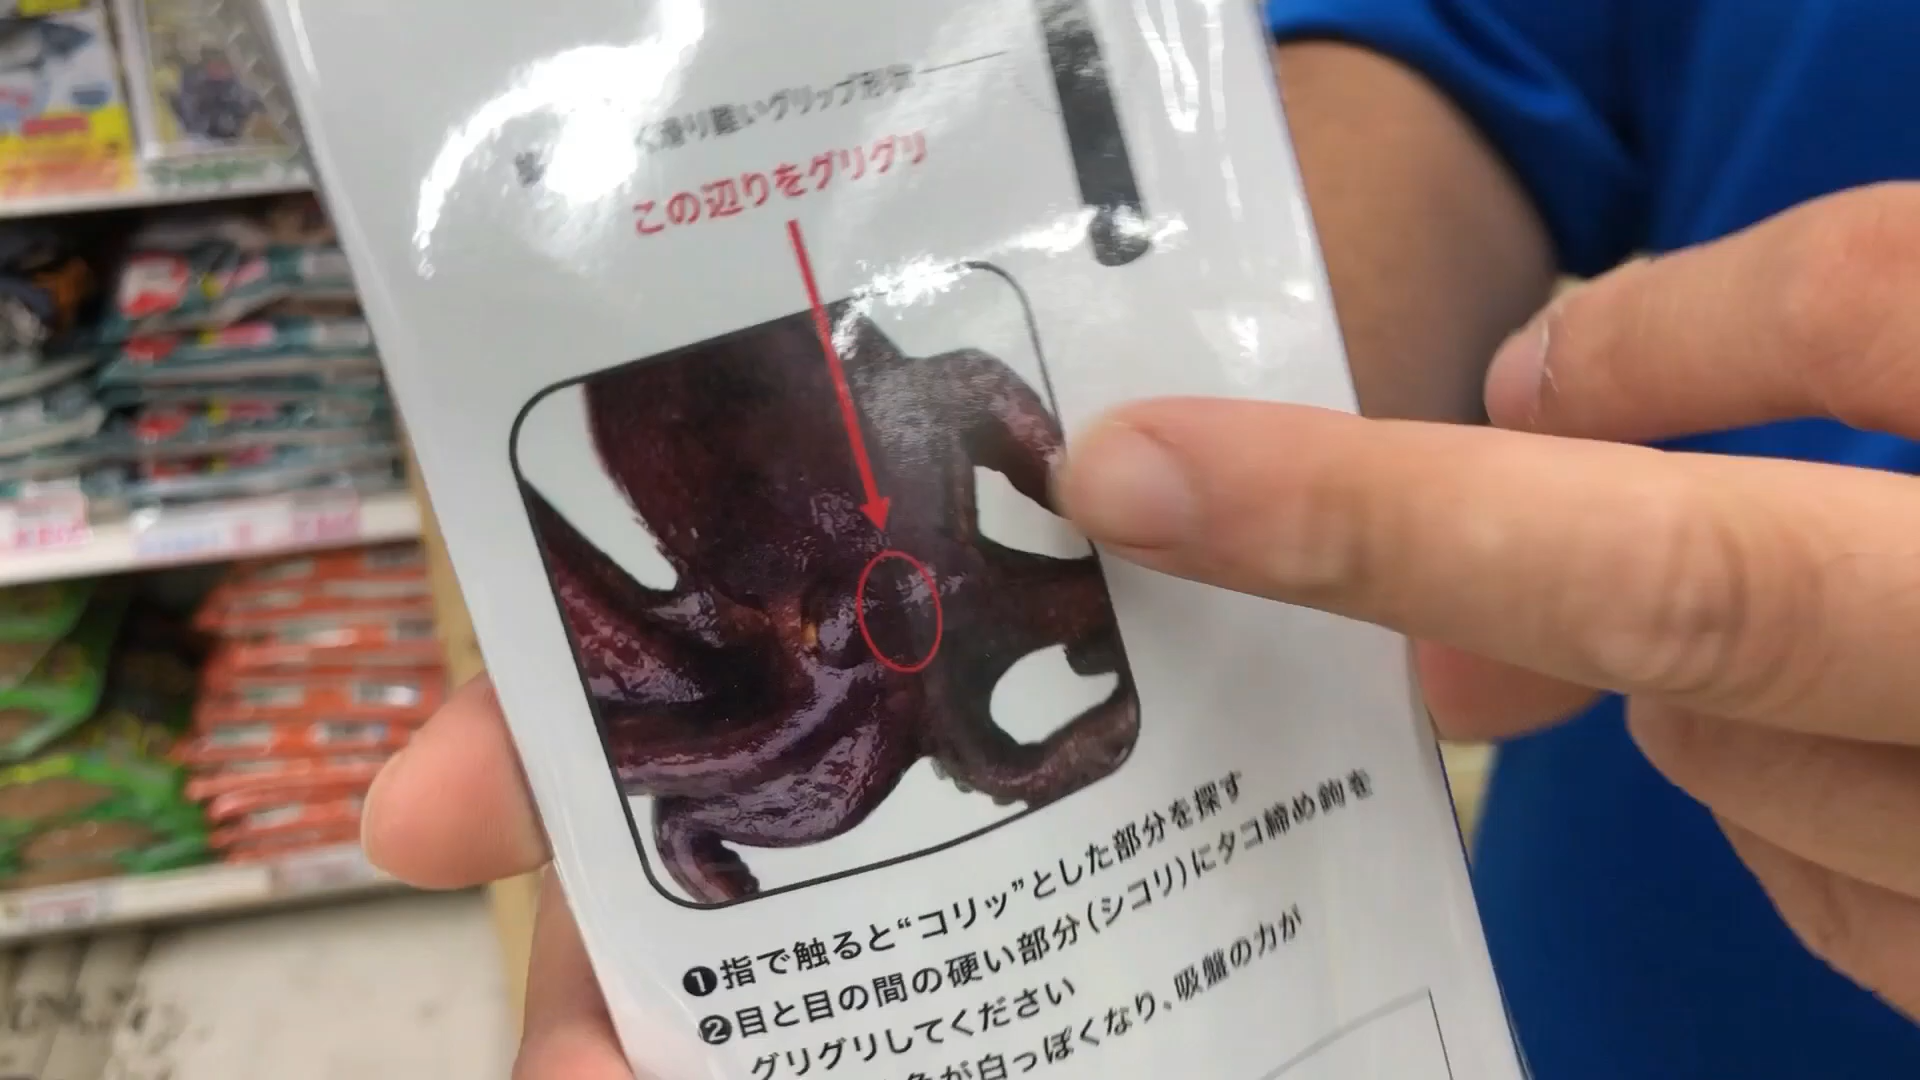 く滑り難いグリップ形状
この辺りをグリグリ
❶指で触ると“コリッ”とした部分を探す
❷目と目の間の硬い部分(シコリ)にタコ締め鉤を
グリグリしてください
色が白っぽくなり、吸盤の力が